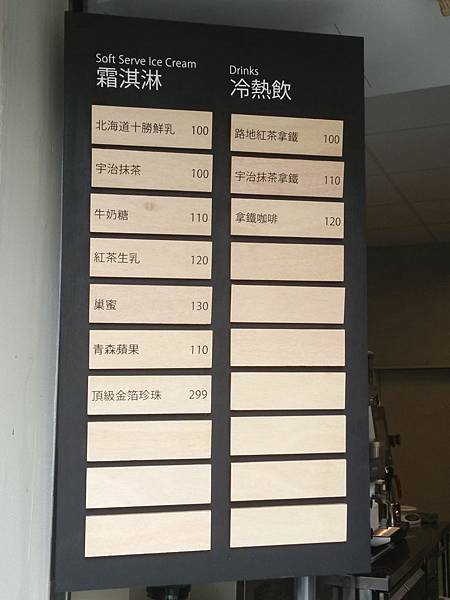 Soft Serve Ice Cream
霜淇淋
北海道十勝鮮乳 100
宇治抹茶 100
牛奶糖 110
紅茶生乳 120
巢蜜 130
青森蘋果 110
頂級金箔珍珠 299
Drinks
冷熱飲
路地紅茶拿鐵 100
宇治抹茶拿鐵 110
拿鐵咖啡 120